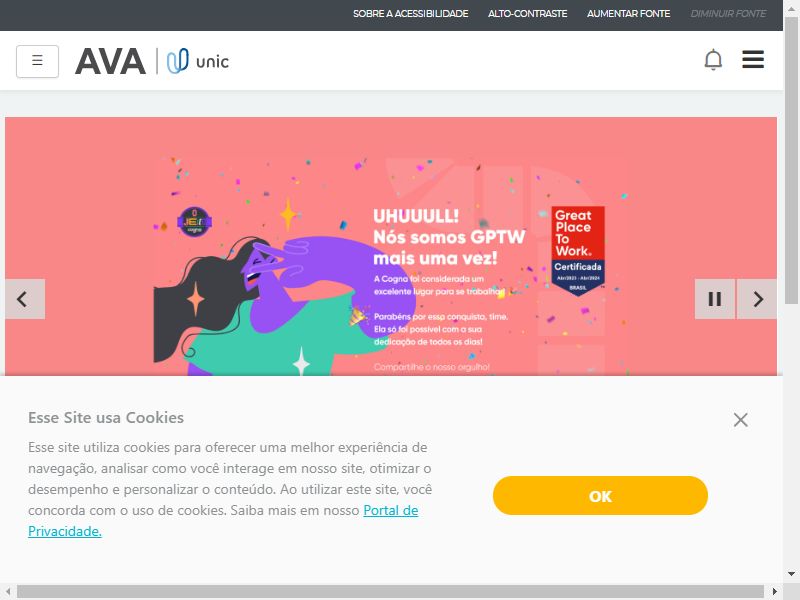 SOBRE A ACESSIBILIDADE ALTO-CONTRASTE AUMENTAR FONTE DIMINUIR FONTE
AVA unic
UHUUULL!
Nós somos GPTW
mais uma vez!
A Cogna foi considerada um
excelente lugar para se trabalhar!
Parabéns por essa conquista, time.
Ela só foi possível com a sua
dedicação de todos os dias!
Compartilhe o nosso orgulho!
Great
Place
To
Work.
Certificada
Abr/2023 - Abr/2024
BRASIL
cogna
Esse Site usa Cookies
Esse site utiliza cookies para oferecer uma melhor experiência de
navegação, analisar como você interage em nosso site, otimizar o
desempenho e personalizar o conteúdo. Ao utilizar este site, você
concorda com o uso de cookies. Saiba mais em nosso Portal de
Privacidade.
OK